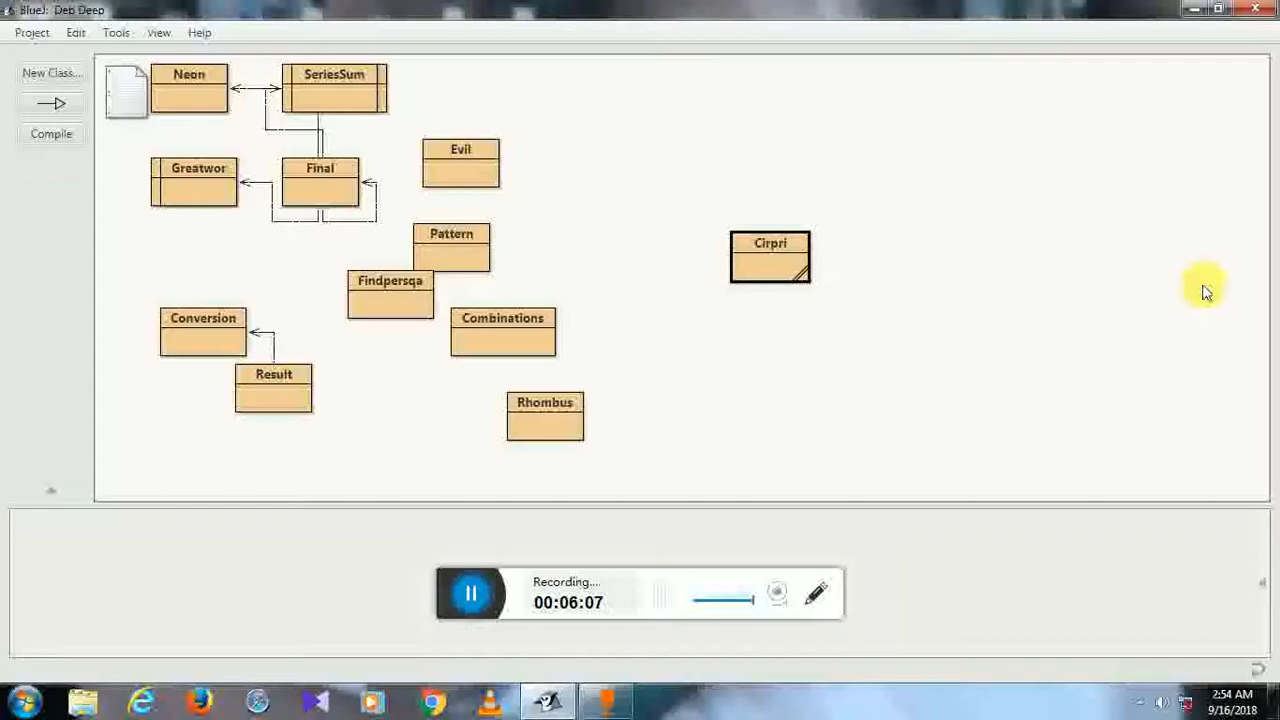 BlueJ: Deb Deep
Project Edit Tools View Help
New Class...
Compile
Neon
SeriesSum
Evil
Greatwor
Final
Pattern
Cirpri
Findpersqa
Conversion
Combinations
Result
Rhombus
Recording....
00:06:07
2:54 AM
9/16/2018